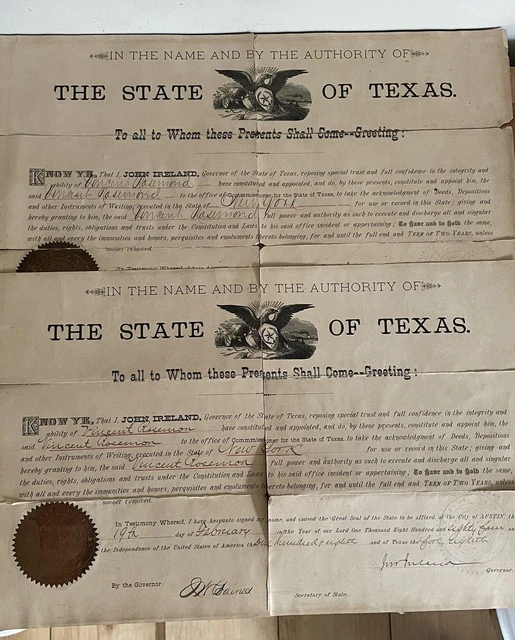 IN THE NAME AND BY THE AUTHORITY OF
THE STATE OF TEXAS.
To all to Whom these Presents Shall Come--Greeting:
KNOW YE, That I JOHN IRELAND, Governor of the State of Texas, reposing special trust and full confidence in the integrity and
ability of Vincent Rosemond have constituted and appointed, and do, by these presents, constitute and appoint him, the
said Vincent Rosemond to the office of Commissioner for the State of Texas, to take the acknowledgment of Deeds, Depositions
and other Instruments of Writing executed in the State of New York for use or record in this State; giving and
hereby granting to him, the said Vincent Rosemond full power and authority as such to execute and discharge all and singular
the duties, rights, obligations and trusts under the Constitution and Laws to his said office incident or appertaining; To Have and to Hold the same,
with all and every the immunities and honors, perquisites and emoluments thereto belonging, for and until the full end and TERM OF TWO YEARS, unless
sooner removed.
In Testimony Whereof,
IN THE NAME AND BY THE AUTHORITY OF
THE STATE OF TEXAS.
To all to Whom these Presents Shall Come--Greeting:
KNOW YE, That I, JOHN IRELAND, Governor of the State of Texas, reposing special trust and full confidence in the integrity and
ability of Vincent Rosemon have constituted and appointed, and do, by these presents, constitute and appoint him, the
said Vincent Rosemon to the office of Commissioner for the State of Texas, to take the acknowledgment of Deeds, Depositions
and other Instruments of Writing executed in the State of New York for use or record in this State; giving and
hereby granting to him, the said Vincent Rosemon full power and authority as such to execute and discharge all and singular
the duties, rights, obligations and trusts under the Constitution and Laws to his said office incident or appertaining; To Have and to Hold the same,
with all and every the immunities and honors, perquisites and emoluments thereto belonging, for and until the full end and TERM OF TWO YEARS, unless
sooner removed.
In Testimony Whereof, I have hereunto signed my name, and caused the Great Seal of the State to be affixed, at the City of AUSTIN, the
19th day of February in the Year of our Lord One Thousand Eight Hundred and Eighty four and
the Independence of the United States of America the One hundred & eighth and of Texas the forty Eighth
Jno Ireland
Governor.
By the Governor:
Secretary of State.